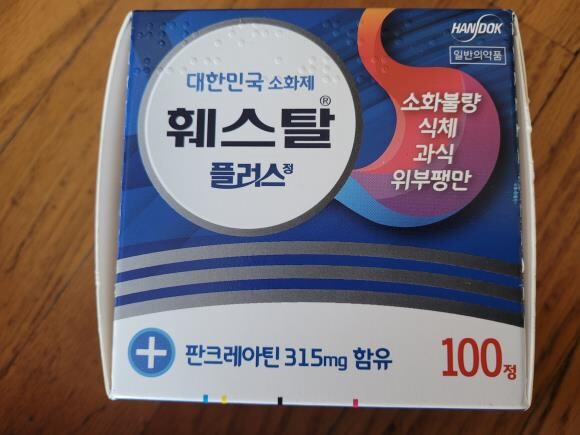 HANDOK
일반의약품
대한민국 소화제
훼스탈®
플러스정
소화불량
식체
과식
위부팽만
판크레아틴 315mg 함유
100정